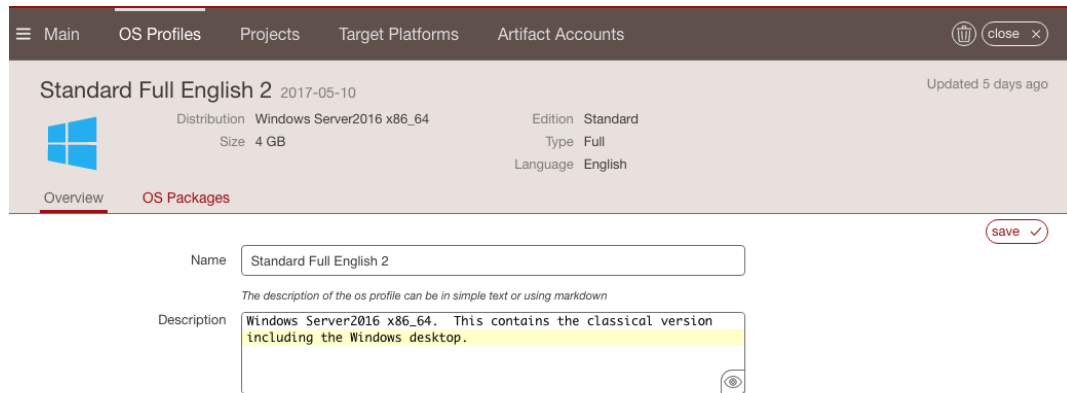 Main OS Profiles Projects Target Platforms Artifact Accounts close
Standard Full English 2 2017-05-10 Updated 5 days ago
Distribution Windows Server2016 x86_64 Edition Standard
Size 4 GB Type Full
Language English
Overview OS Packages
save
Name Standard Full English 2
The description of the os profile can be in simple text or using markdown
Description Windows Server2016 x86_64.  This contains the classical version
including the Windows desktop.